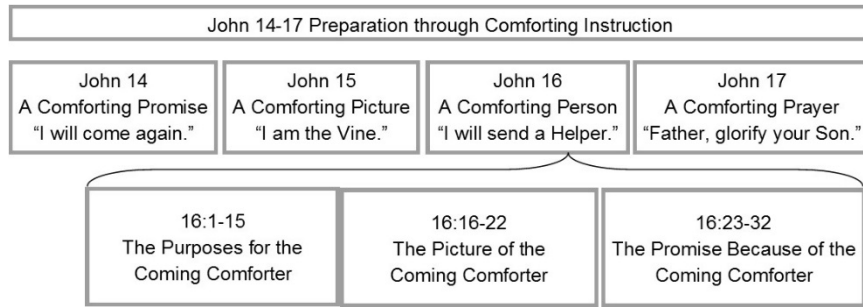 John 14-17 Preparation through Comforting Instruction
John 14
A Comforting Promise
“I will come again.”
John 15
A Comforting Picture
“I am the Vine.”
John 16
A Comforting Person
“I will send a Helper.”
John 17
A Comforting Prayer
“Father, glorify your Son.”
16:1-15
The Purposes for the
Coming Comforter
16:16-22
The Picture of the
Coming Comforter
16:23-32
The Promise Because of the
Coming Comforter